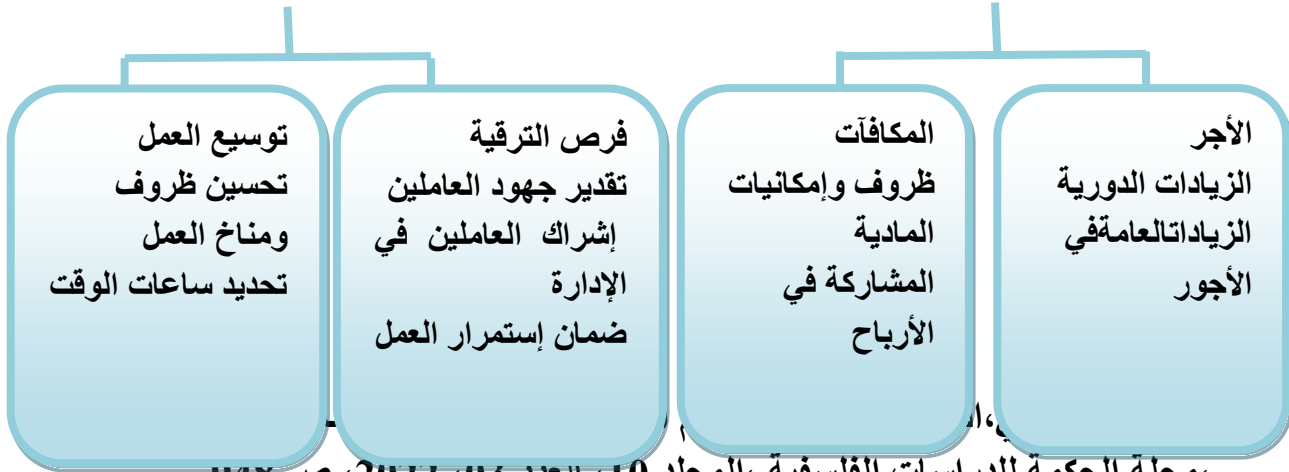 الأجر
الزيادات الدورية
الزياداتالعامةفي
الأجور
المكافآت
ظروف وإمكانيات
المادية
المشاركة في
الأرباح
فرص الترقية
تقدير جهود العاملين
إشراك العاملين في
الإدارة
ضمان إستمرار العمل
توسيع العمل
تحسين ظروف
ومناخ العمل
تحديد ساعات الوقت